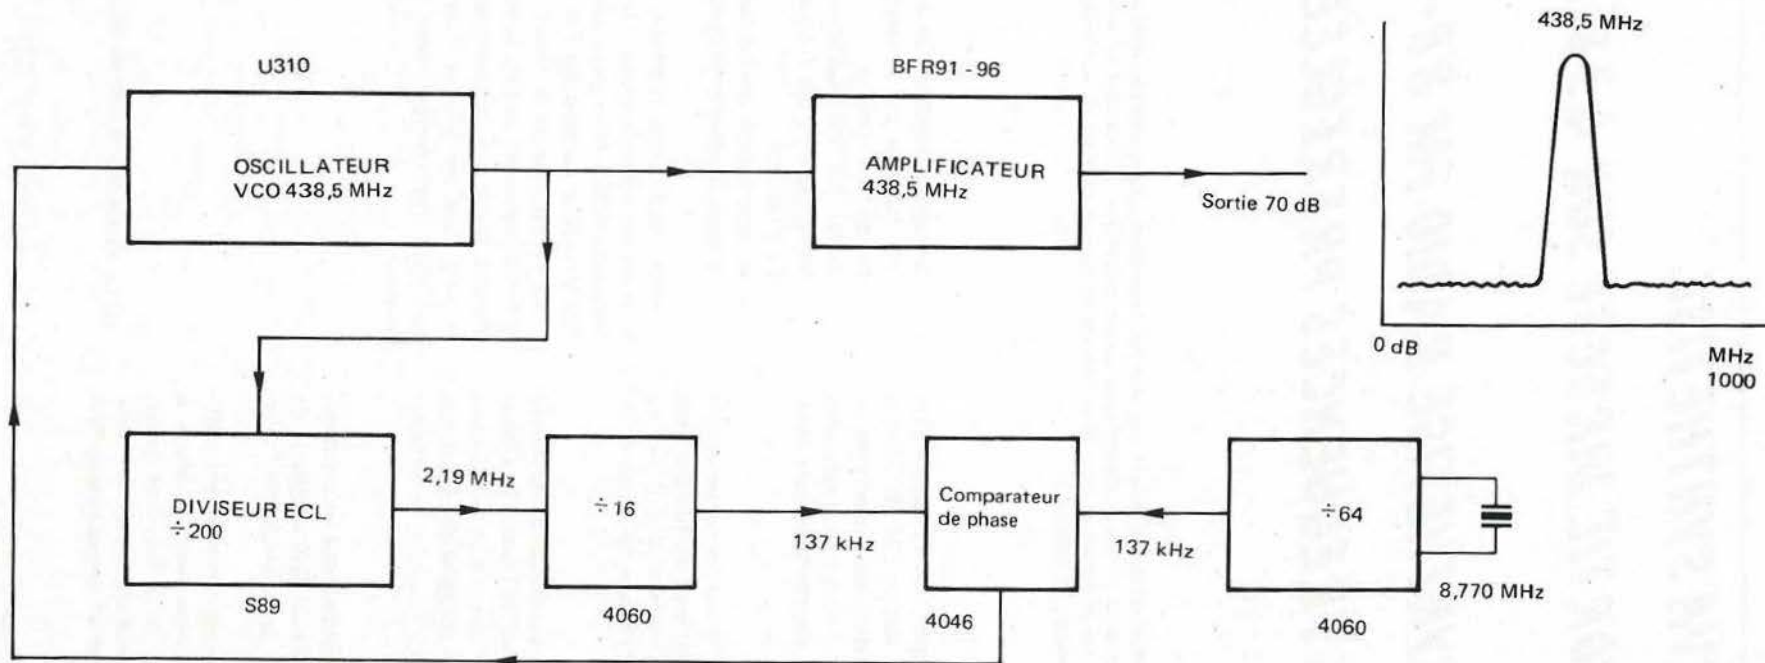 438,5 MHz
U310
BFR91 - 96
OSCILLATEUR
VCO 438,5 MHz
AMPLIFICATEUR
438,5 MHz
Sortie 70 dB
0 dB
MHz
1000
DIVISEUR ECL
÷200
2,19 MHz
÷16
137 kHz
Comparateur
de phase
137 kHz
÷64
8,770 MHz
S89
4060
4046
4060